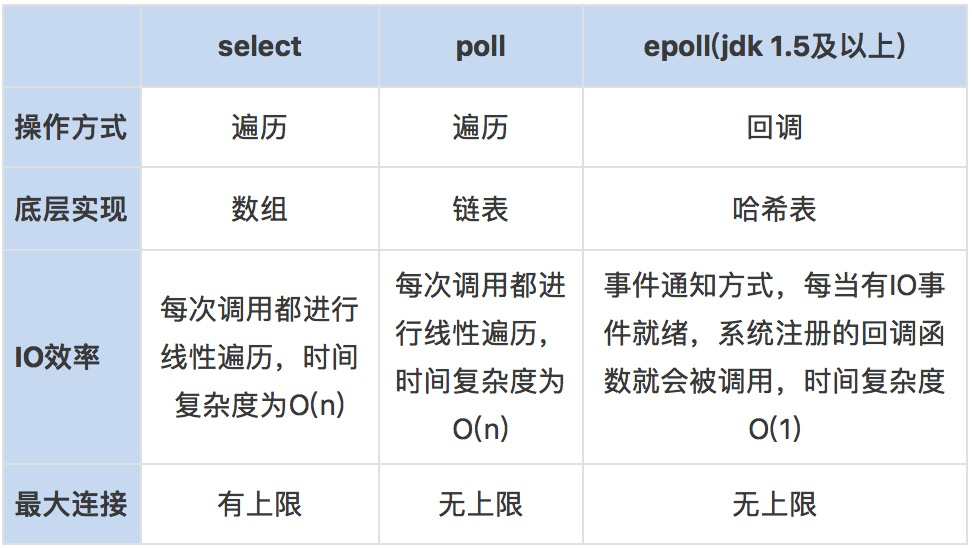 select
poll
epoll(jdk 1.5及以上)
操作方式
遍历
遍历
回调
底层实现
数组
链表
哈希表
IO效率
每次调用都进行
线性遍历，时间
复杂度为O(n)
每次调用都进
行线性遍历，
时间复杂度为
O(n)
事件通知方式，每当有IO事
件就绪，系统注册的回调函
数就会被调用，时间复杂度
O(1)
最大连接
有上限
无上限
无上限